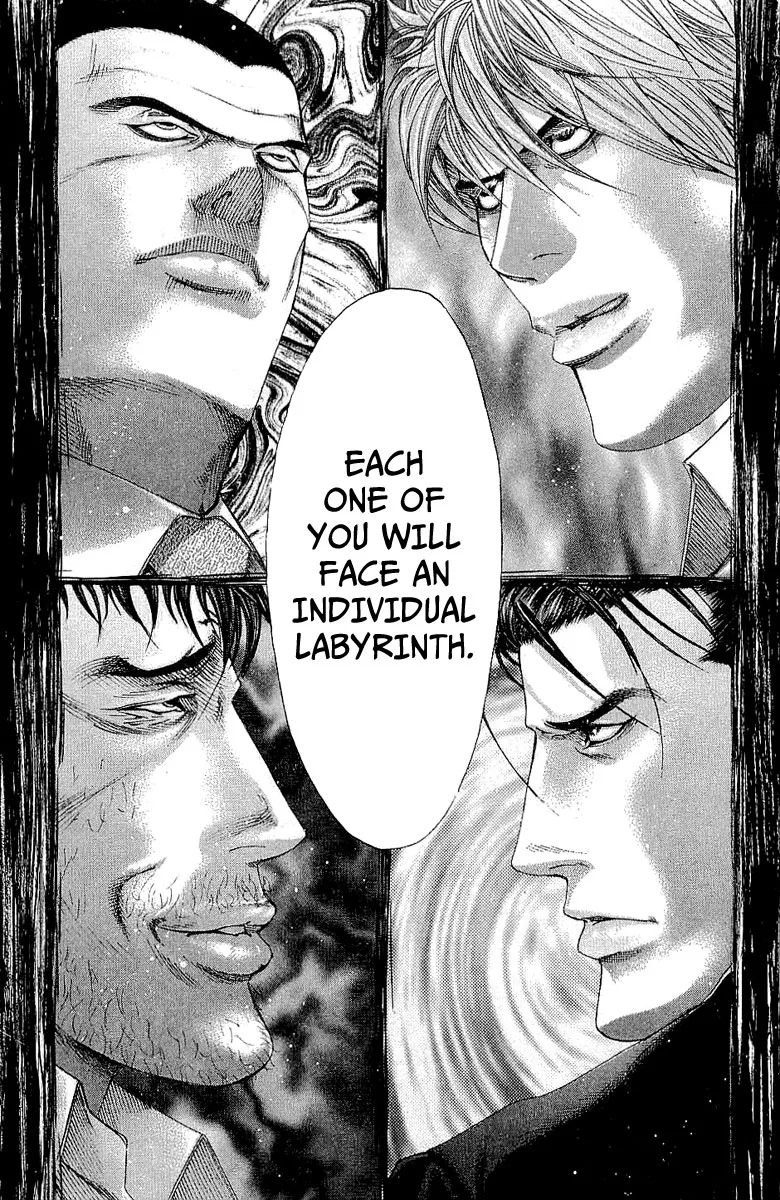 EACH
ONE OF
YOU WILL
FACE AN
INDIVIDUAL
LABYRINTH.